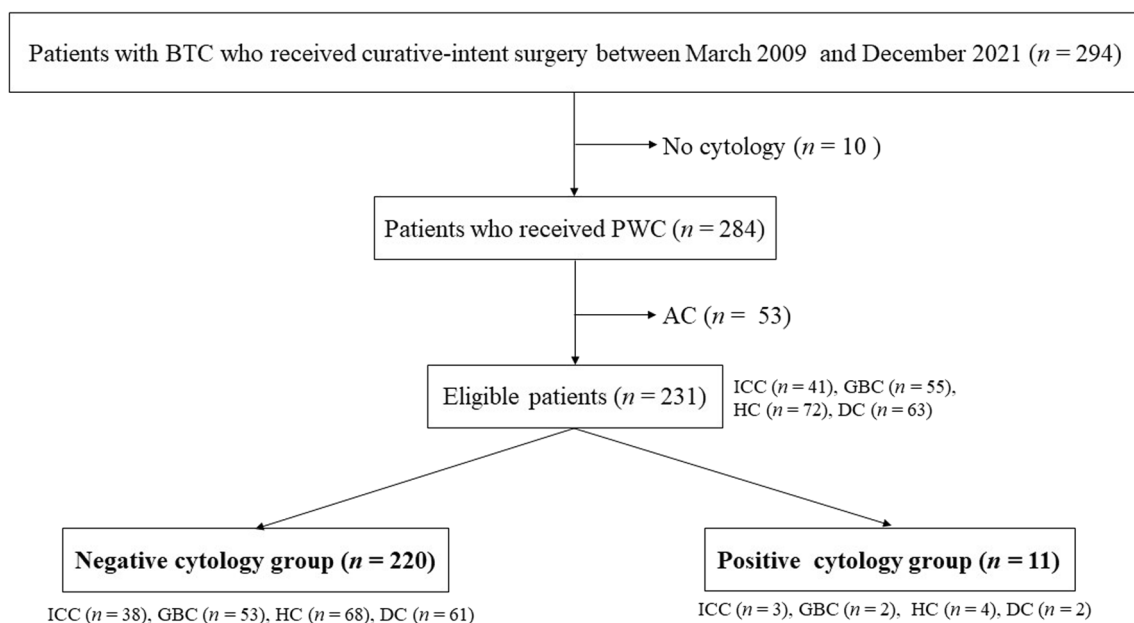 Patients with BTC who received curative-intent surgery between March 2009 and December 2021 (n = 294)
No cytology (n = 10 )
Patients who received PWC (n = 284)
AC (n = 53)
Eligible patients (n = 231)
ICC (n = 41), GBC (n = 55),
HC (n = 72), DC (n = 63)
Negative cytology group (n = 220)
ICC (n = 38), GBC (n = 53), HC (n = 68), DC (n = 61)
Positive cytology group (n = 11)
ICC (n = 3), GBC (n = 2), HC (n = 4), DC (n = 2)